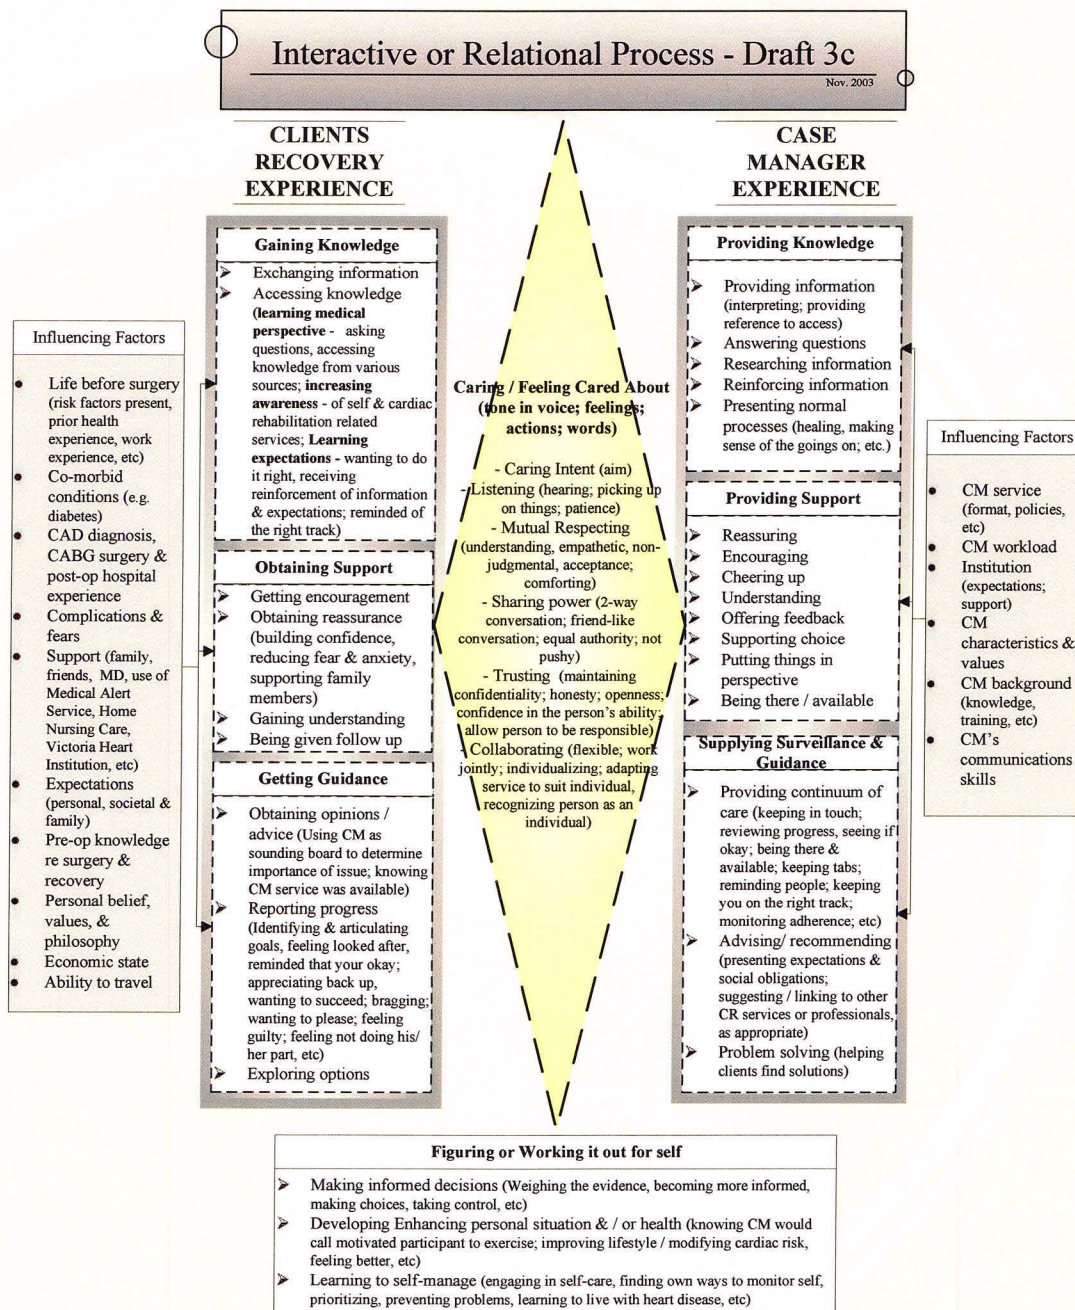 Interactive or Relational Process - Draft 3c
Nov. 2003
CLIENTS
RECOVERY
EXPERIENCE
CASE
MANAGER
EXPERIENCE
Influencing Factors
● Life before surgery
(risk factors present,
prior health
experience, work
experience, etc)
● Co-morbid
conditions (e.g.
diabetes)
● CAD diagnosis,
CABG surgery &
post-op hospital
experience
● Complications &
fears
● Support (family,
friends, MD, use of
Medical Alert
Service, Home
Nursing Care,
Victoria Heart
Institution, etc)
● Expectations
(personal, societal &
family)
● Pre-op knowledge
re surgery &
recovery
● Personal belief,
values, &
philosophy
● Economic state
● Ability to travel
Gaining Knowledge
➢ Exchanging information
➢ Accessing knowledge
(learning medical
perspective - asking
questions, accessing
knowledge from various
sources; increasing
awareness - of self & cardiac
rehabilitation related
services; Learning
expectations - wanting to do
it right, receiving
reinforcement of information
& expectations; reminded of
the right track)
Obtaining Support
➢ Getting encouragement
➢ Obtaining reassurance
(building confidence,
reducing fear & anxiety,
supporting family
members)
➢ Gaining understanding
➢ Being given follow up
Getting Guidance
➢ Obtaining opinions /
advice (Using CM as
sounding board to determine
importance of issue; knowing
CM service was available)
➢ Reporting progress
(Identifying & articulating
goals, feeling looked after,
reminded that your okay;
appreciating back up,
wanting to succeed; bragging;
wanting to please; feeling
guilty; feeling not doing his/
her part, etc)
➢ Exploring options
Caring / Feeling Cared About
(tone in voice; feelings;
actions; words)
- Caring Intent (aim)
- Listening (hearing; picking up
on things; patience)
- Mutual Respecting
(understanding, empathetic, non-
judgmental, acceptance;
comforting)
- Sharing power (2-way
conversation; friend-like
conversation; equal authority; not
pushy)
- Trusting (maintaining
confidentiality; honesty; openness;
confidence in the person's ability;
allow person to be responsible)
- Collaborating (flexible; work
jointly; individualizing; adapting
service to suit individual,
recognizing person as an
individual)
Providing Knowledge
➢ Providing information
(interpreting; providing
reference to access)
➢ Answering questions
➢ Researching information
➢ Reinforcing information
➢ Presenting normal
processes (healing, making
sense of the goings on; etc.)
Providing Support
➢ Reassuring
➢ Encouraging
➢ Cheering up
➢ Understanding
➢ Offering feedback
➢ Supporting choice
➢ Putting things in
perspective
➢ Being there / available
Supplying Surveillance &
Guidance
➢ Providing continuum of
care (keeping in touch;
reviewing progress, seeing if
okay; being there &
available; keeping tabs;
reminding people; keeping
you on the right track;
monitoring adherence; etc)
➢ Advising/ recommending
(presenting expectations &
social obligations;
suggesting / linking to other
CR services or professionals,
as appropriate)
➢ Problem solving (helping
clients find solutions)
Influencing Factors
● CM service
(format, policies,
etc)
● CM workload
● Institution
(expectations;
support)
● CM
characteristics &
values
● CM background
(knowledge,
training, etc)
● CM's
communications
skills
Figuring or Working it out for self
➢ Making informed decisions (Weighing the evidence, becoming more informed,
making choices, taking control, etc)
➢ Developing Enhancing personal situation & / or health (knowing CM would
call motivated participant to exercise; improving lifestyle / modifying cardiac risk,
feeling better, etc)
➢ Learning to self-manage (engaging in self-care, finding own ways to monitor self,
prioritizing, preventing problems, learning to live with heart disease, etc)